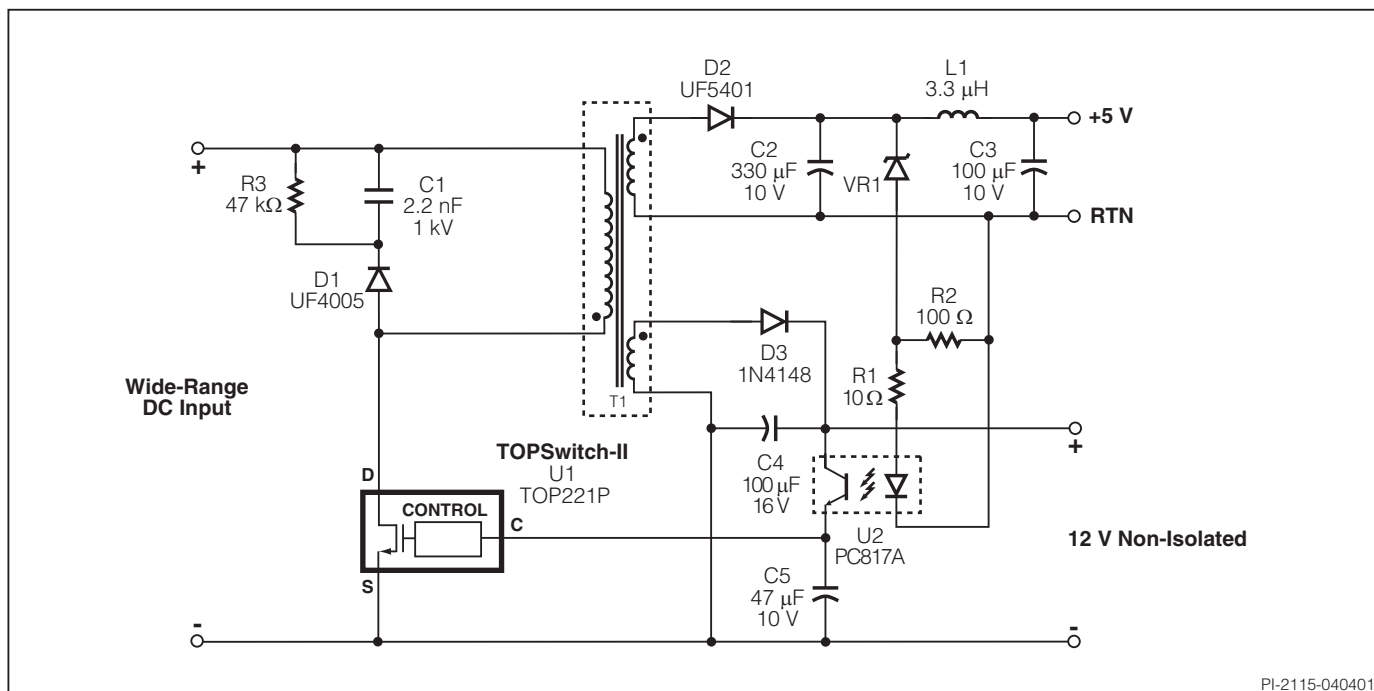 D2
UF5401
L1
3.3 µH
+5 V
+
R3
47 kΩ
C1
2.2 nF
1 kV
C2
330 µF
10 V
VR1
C3
100 µF
10 V
RTN
D1
UF4005
R2
100 Ω
D3
1N4148
R1
10 Ω
Wide-Range
DC Input
T1
+
TOPSwitch-II
U1
TOP221P
D
C4
100 µF
16 V
CONTROL
C
U2
PC817A
12 V Non-Isolated
S
C5
47 µF
10 V
-
-
PI-2115-040401